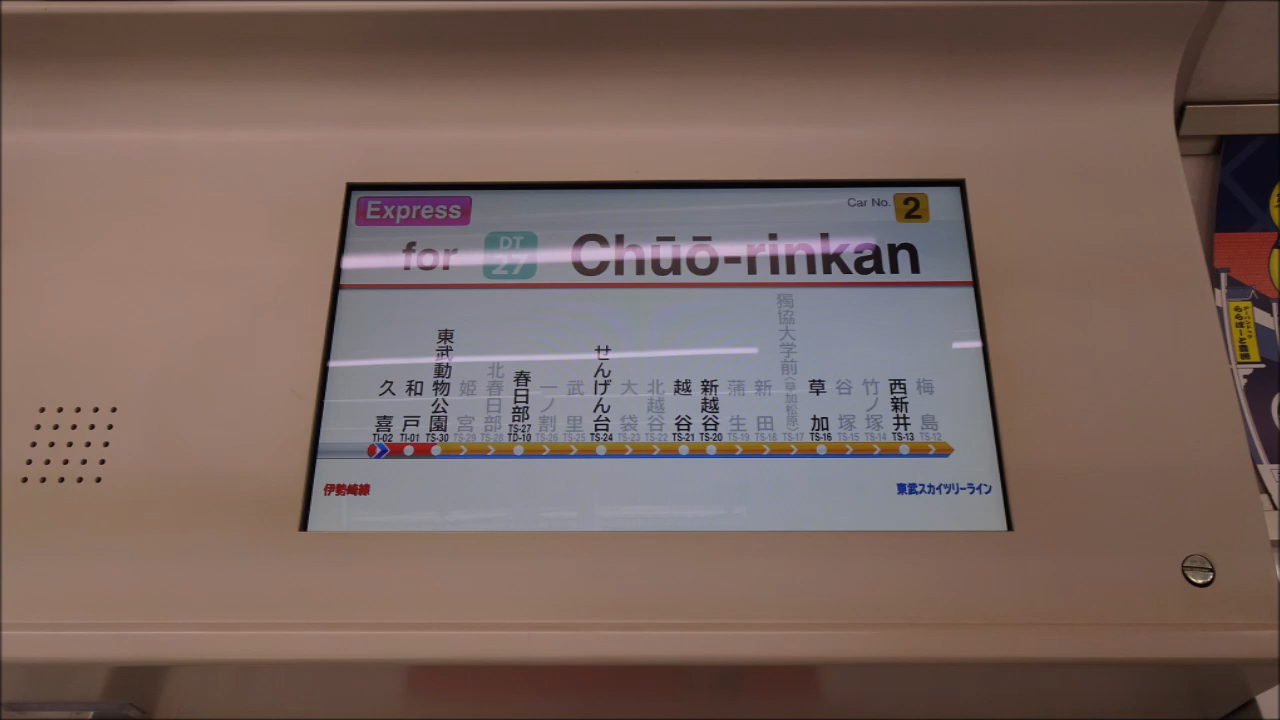 Express
Car No. 2
for DT 27 Chūō-rinkan
久喜
和戸
東武動物公園
姫宮
北春日部
春日部
一ノ割
武里
せんげん台
大袋
北越谷
越谷
新越谷
蒲生
新田
獨協大学前(草加松原)
草加
谷塚
竹ノ塚
西新井
梅島
TI-02 TI-01 TS-30 TS-29 TS-28 TS-27 TD-10 TS-26 TS-25 TS-24 TS-23 TS-22 TS-21 TS-20 TS-19 TS-18 TS-17 TS-16 TS-15 TS-14 TS-13 TS-12
伊勢崎線
東武スカイツリーライン